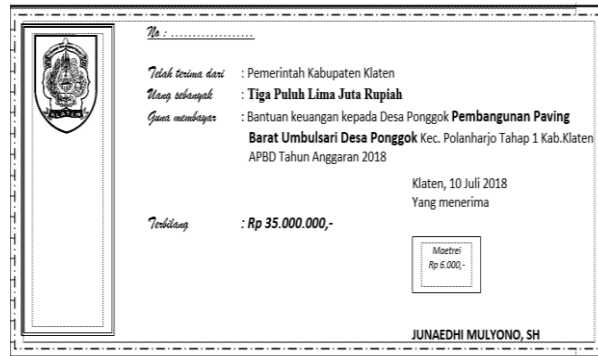 No : ...................
Telah terima dari : Pemerintah Kabupaten Klaten
Uang sebanyak : Tiga Puluh Lima Juta Rupiah
Guna membayar : Bantuan keuangan kepada Desa Ponggok Pembangunan Paving
Barat Umbulsari Desa Ponggok Kec. Polanharjo Tahap 1 Kab.Klaten
APBD Tahun Anggaran 2018
Klaten, 10 Juli 2018
Yang menerima
Terbilang : Rp 35.000.000,-
Maetrei
Rp 6.000,-
JUNAEDHI MULYONO, SH
KLATEN